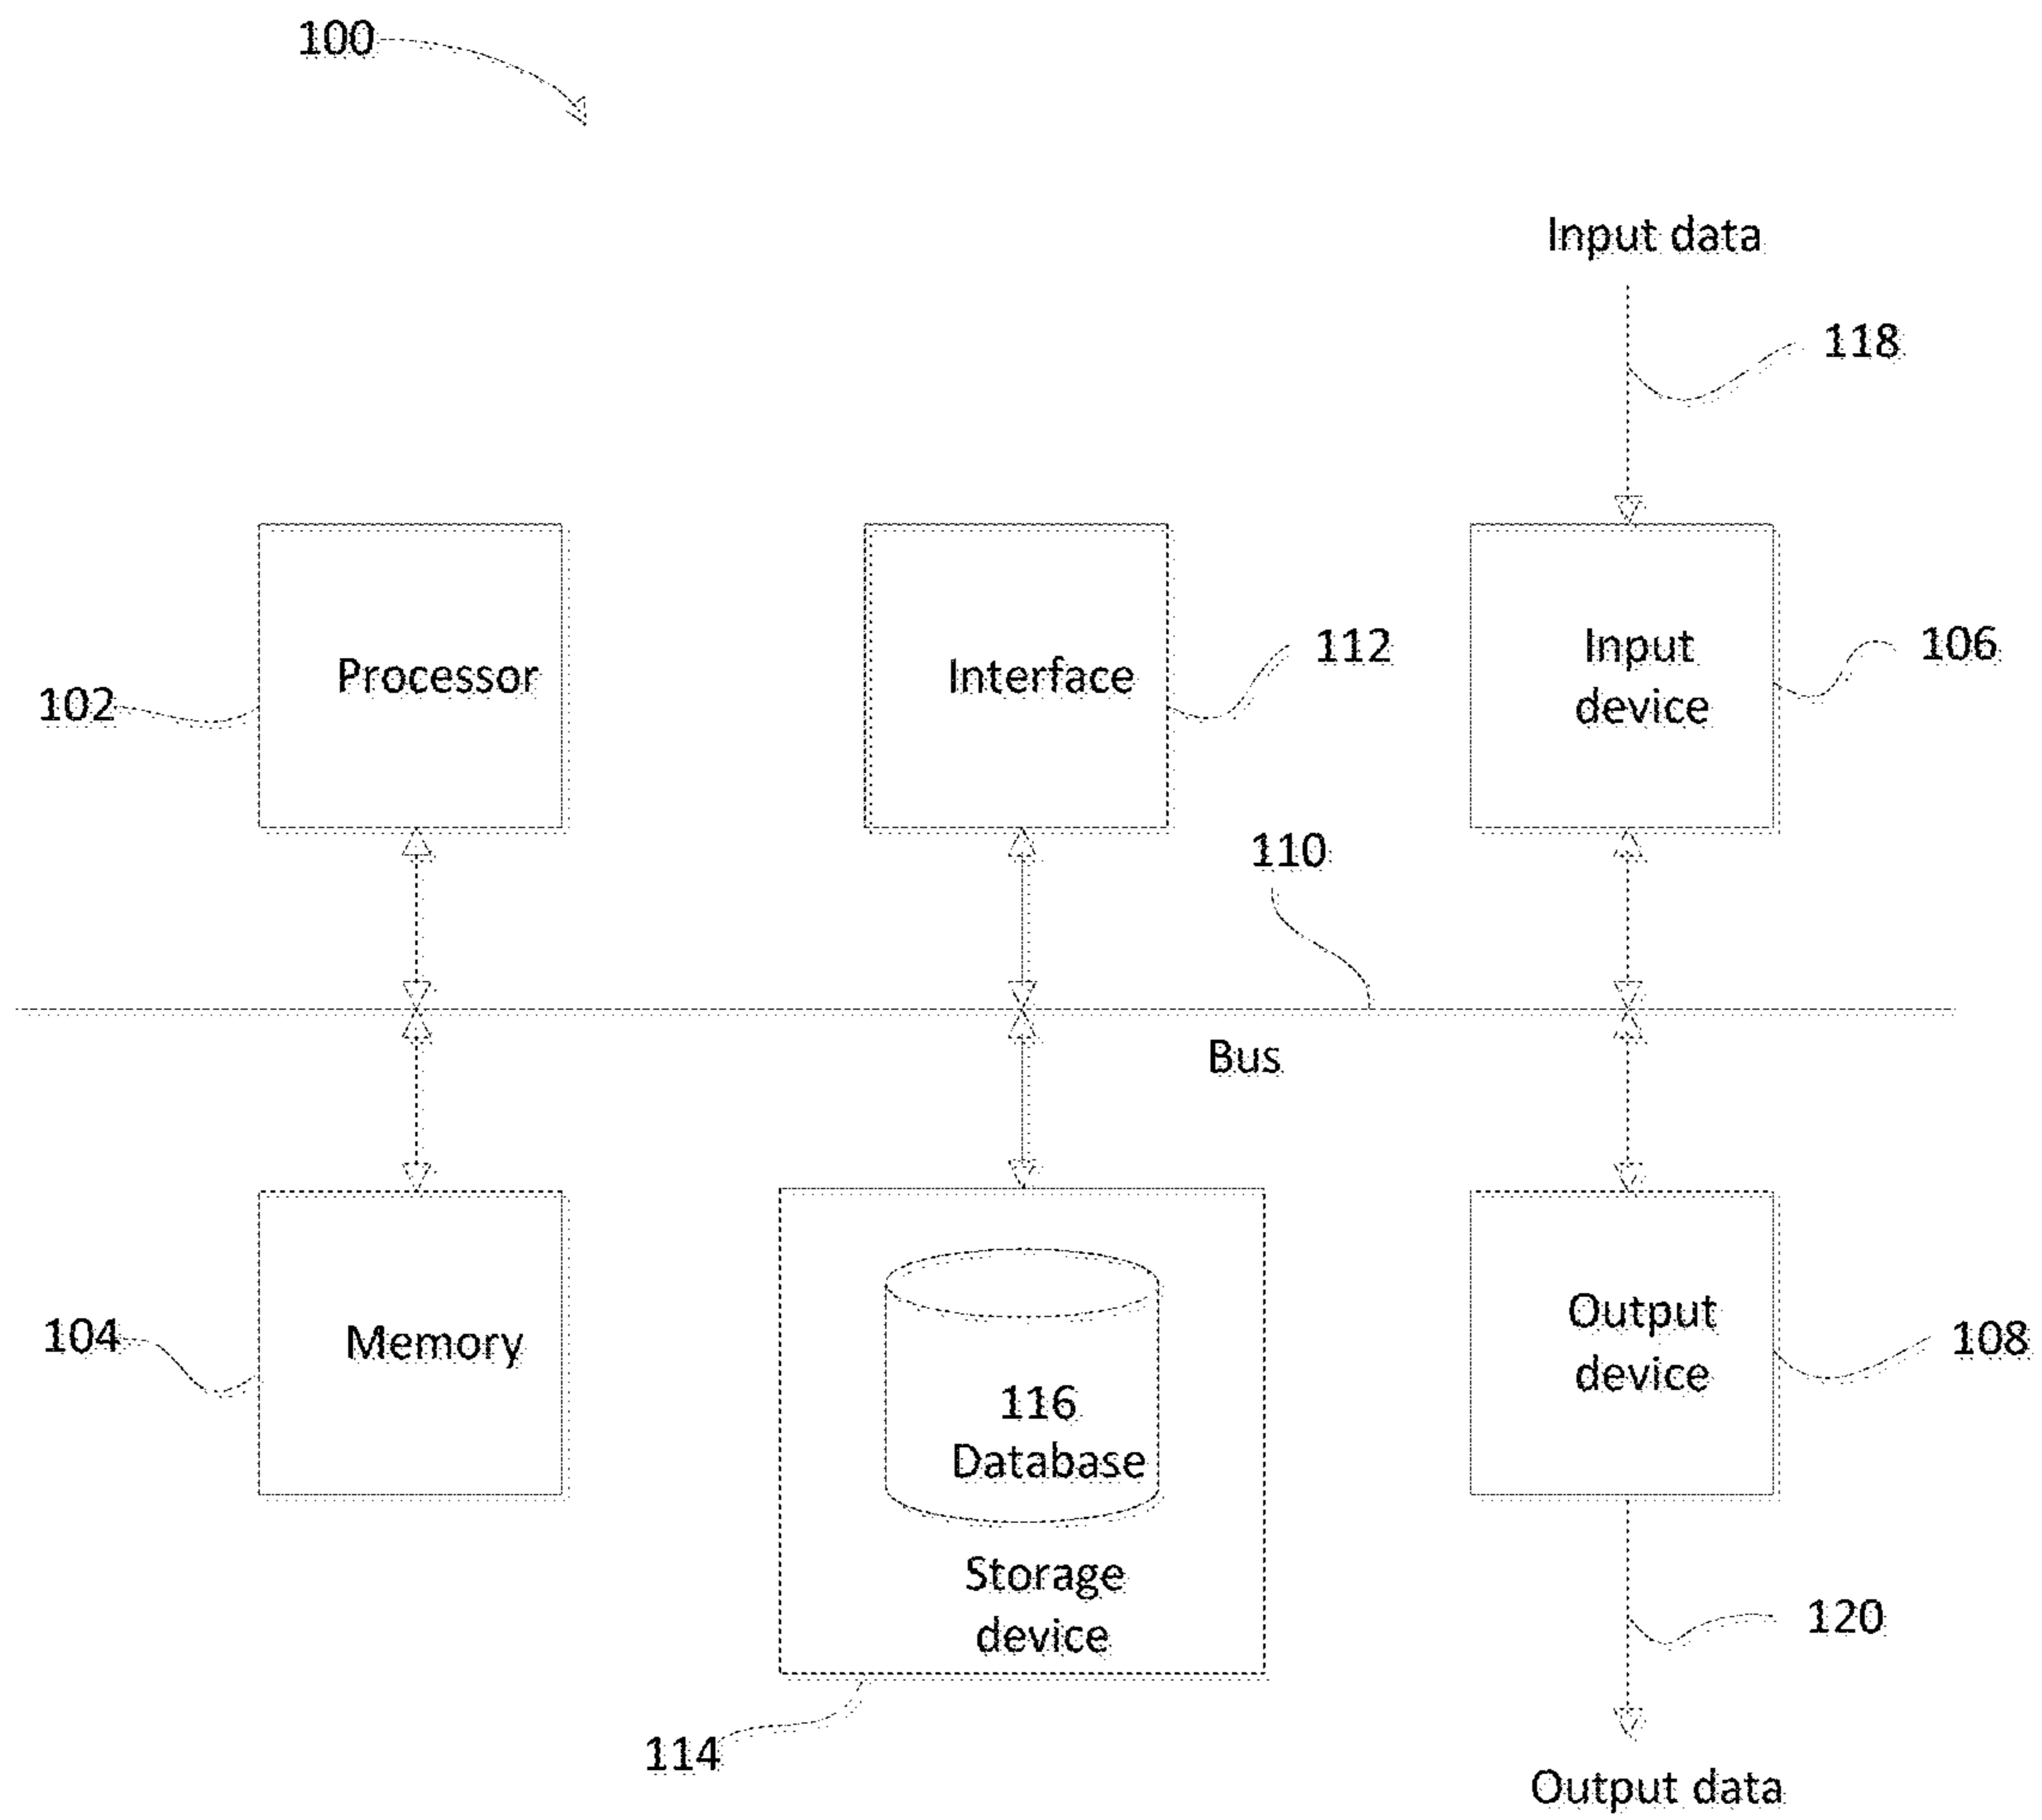 100
Input data
118
Processor
Interface
Input
device
102
112
106
110
Bus
Memory
104
116
Database
Storage
device
114
Output
device
108
120
Output data